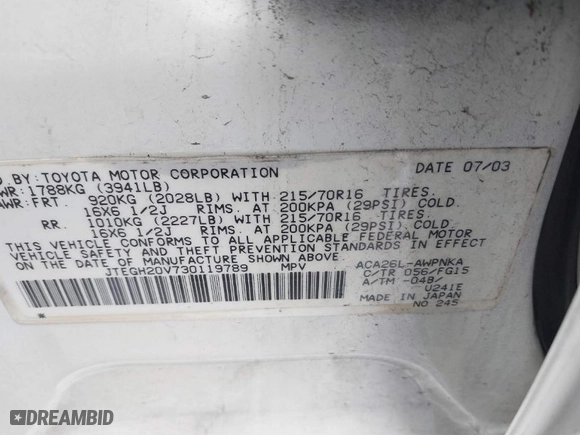 D BY: TOYOTA MOTOR CORPORATION DATE 07/03
WR: 1788KG (3941LB)
AWR: FRT. 920KG (2028LB) WITH 215/70R16 TIRES.
16X6 1/2J RIMS. AT 200KPA (29PSI) COLD.
RR. 1010KG (2227LB) WITH 215/70R16 TIRES.
16X6 1/2J RIMS. AT 200KPA (29PSI) COLD.
THIS VEHICLE CONFORMS TO ALL APPLICABLE FEDERAL MOTOR
VEHICLE SAFETY AND THEFT PREVENTION STANDARDS IN EFFECT
ON THE DATE OF MANUFACTURE SHOWN ABOVE.
JTEGH20V730119789 MPV
ACA26L-AWPNKA
C/TR 056/FG15
A/TM -04B/
U241E
MADE IN JAPAN
NO 245
DREAMBID